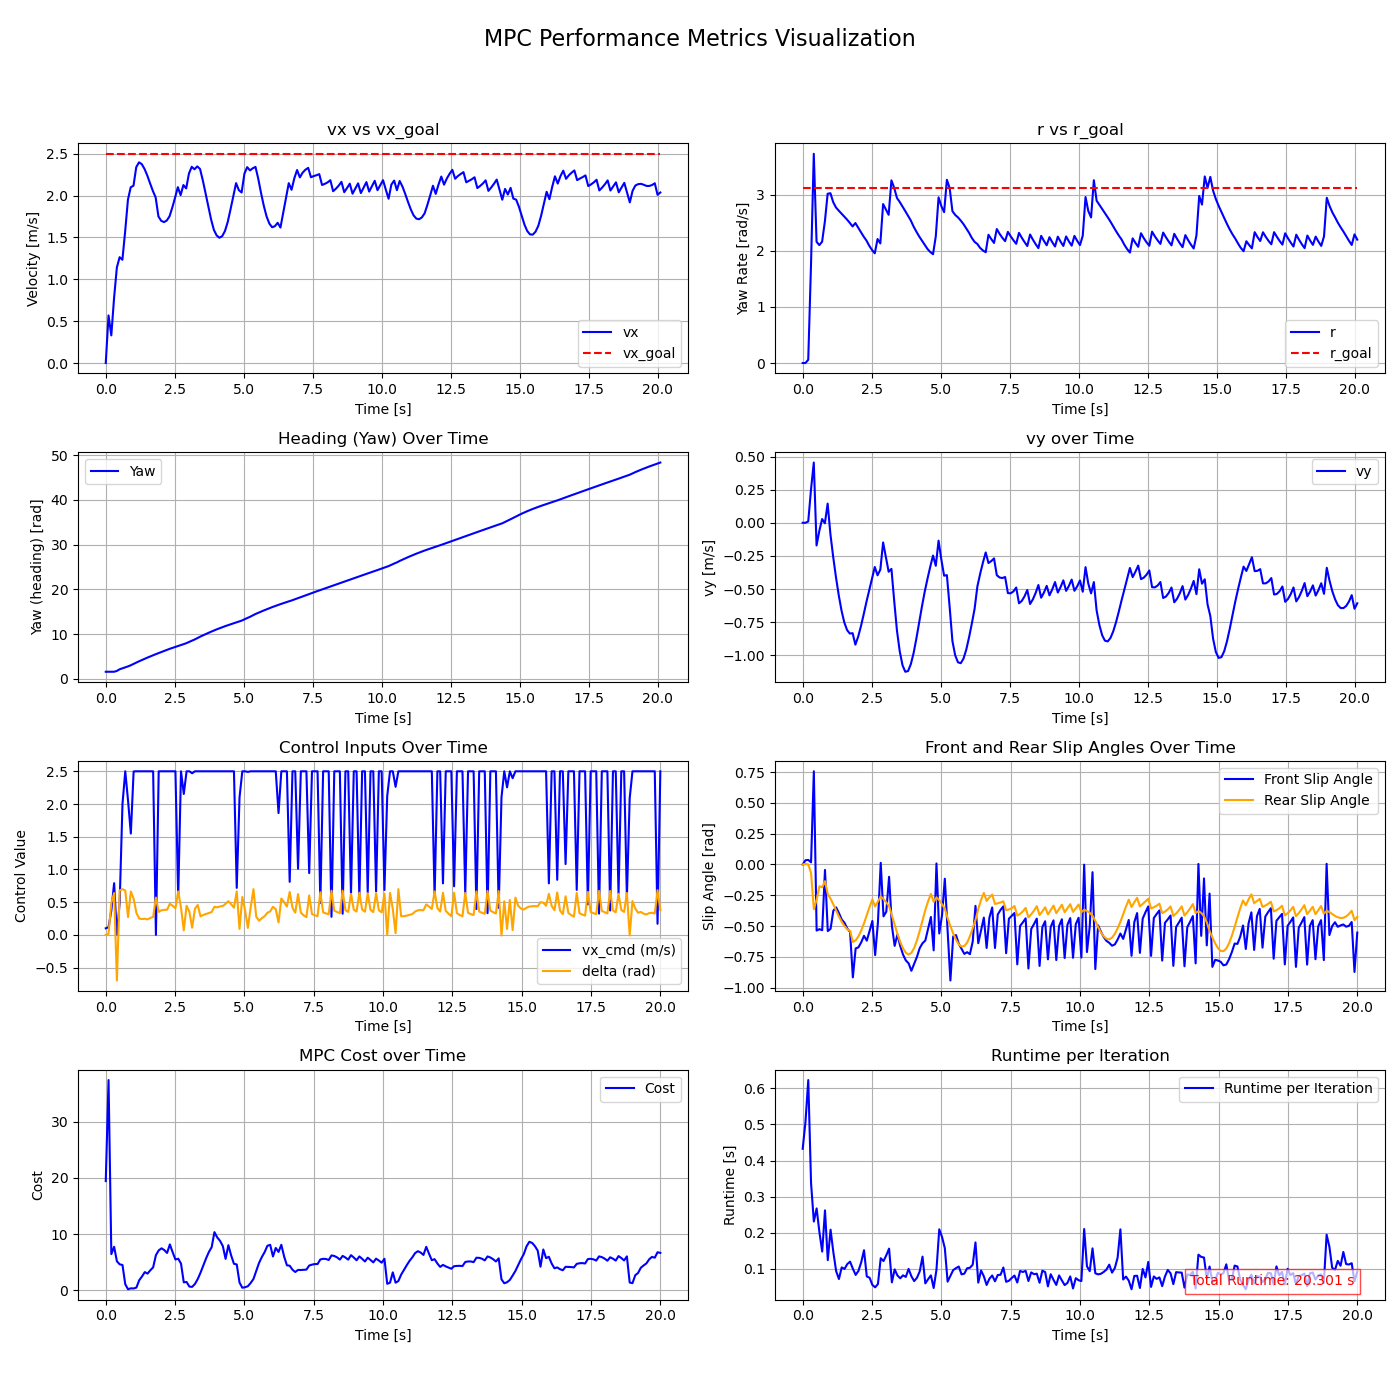 MPC Performance Metrics Visualization
vx vs vx_goal
Velocity [m/s]
2.5
2.0
1.5
1.0
0.5
0.0
vx
vx_goal
0.0 2.5 5.0 7.5 10.0 12.5 15.0 17.5 20.0
Time [s]
r vs r_goal
Yaw Rate [rad/s]
3
2
1
0
r
r_goal
0.0 2.5 5.0 7.5 10.0 12.5 15.0 17.5 20.0
Time [s]
Heading (Yaw) Over Time
Yaw (heading) [rad]
50
40
30
20
10
0
Yaw
0.0 2.5 5.0 7.5 10.0 12.5 15.0 17.5 20.0
Time [s]
vy over Time
vy [m/s]
0.50
0.25
0.00
−0.25
−0.50
−0.75
−1.00
vy
0.0 2.5 5.0 7.5 10.0 12.5 15.0 17.5 20.0
Time [s]
Control Inputs Over Time
Control Value
2.5
2.0
1.5
1.0
0.5
0.0
−0.5
vx_cmd (m/s)
delta (rad)
0.0 2.5 5.0 7.5 10.0 12.5 15.0 17.5 20.0
Time [s]
Front and Rear Slip Angles Over Time
Slip Angle [rad]
0.75
0.50
0.25
0.00
−0.25
−0.50
−0.75
−1.00
Front Slip Angle
Rear Slip Angle
0.0 2.5 5.0 7.5 10.0 12.5 15.0 17.5 20.0
Time [s]
MPC Cost over Time
Cost
30
20
10
0
Cost
0.0 2.5 5.0 7.5 10.0 12.5 15.0 17.5 20.0
Time [s]
Runtime per Iteration
Runtime [s]
0.6
0.5
0.4
0.3
0.2
0.1
Runtime per Iteration
Total Runtime: 20.301 s
0.0 2.5 5.0 7.5 10.0 12.5 15.0 17.5 20.0
Time [s]